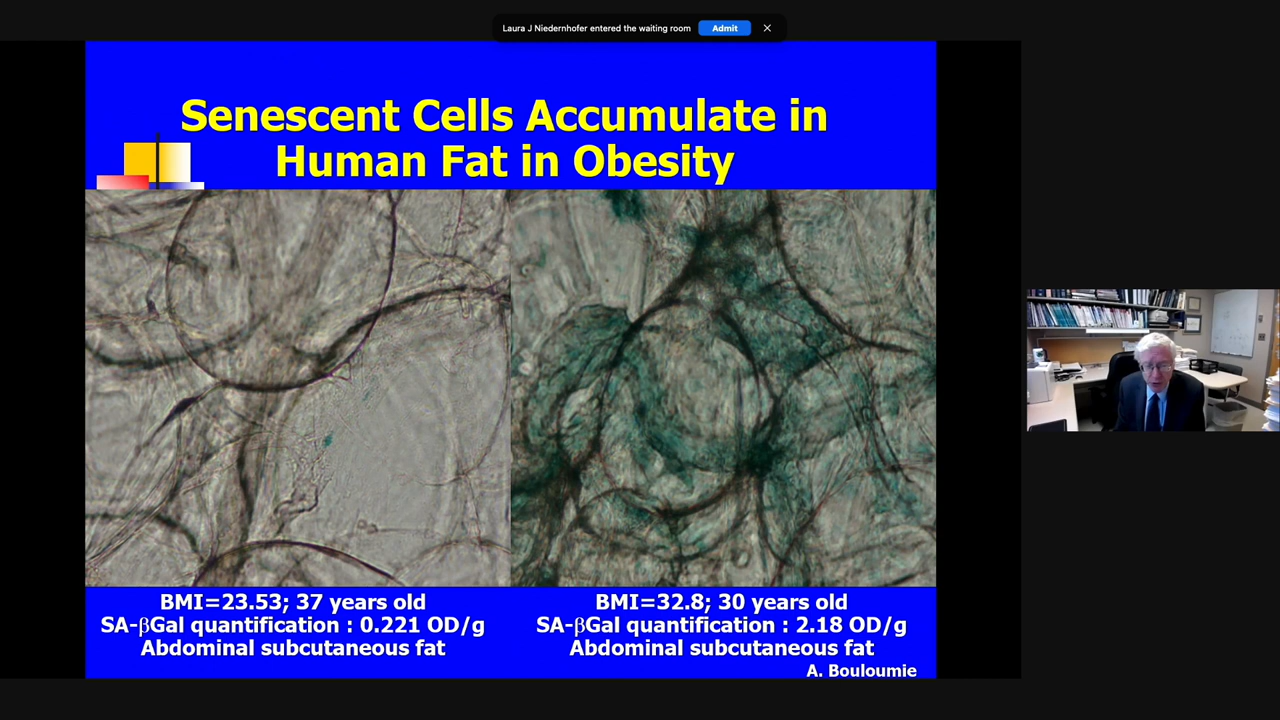 Laura J Niedernhofer entered the waiting room Admit
Senescent Cells Accumulate in
Human Fat in Obesity
BMI=23.53; 37 years old
SA-βGal quantification : 0.221 OD/g
Abdominal subcutaneous fat
BMI=32.8; 30 years old
SA-βGal quantification : 2.18 OD/g
Abdominal subcutaneous fat
A. Bouloumie